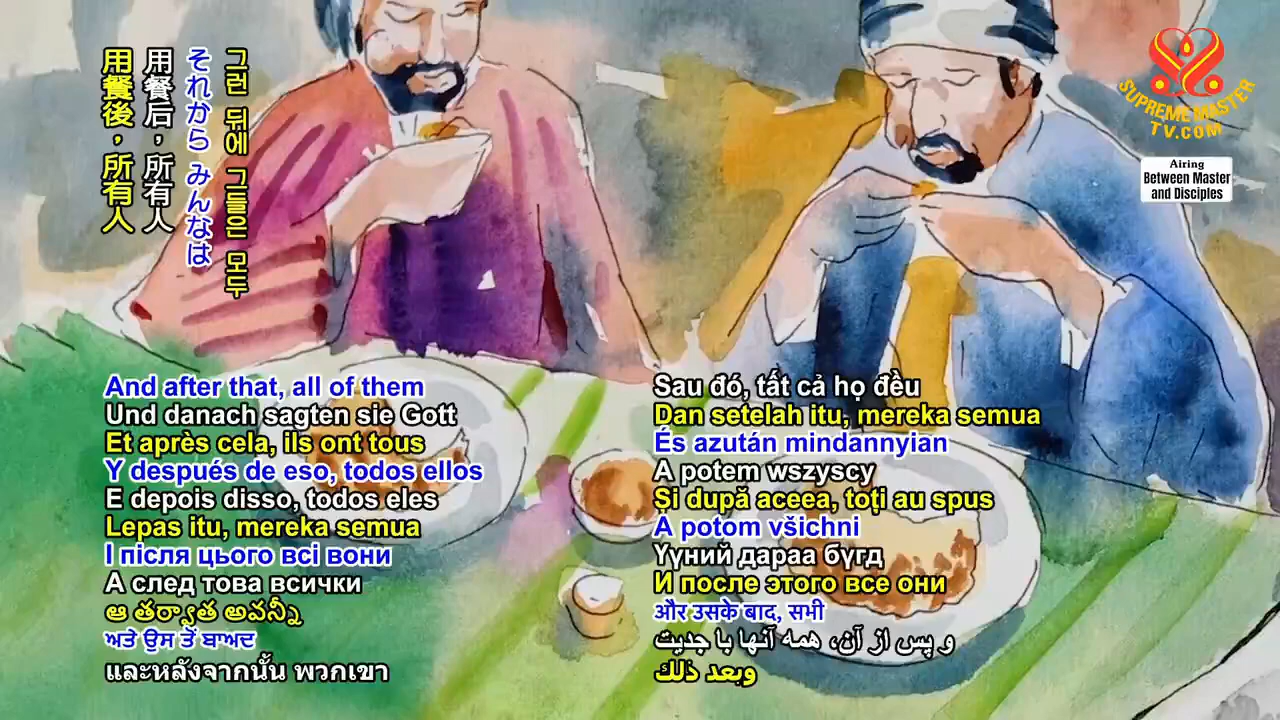 用餐後，所有人
用餐后，所有人
それから みんなは
그런 뒤에 그들은 모두
SUPREME MASTER
TV.COM
Airing
Between Master
and Disciples
And after that, all of them
Und danach sagten sie Gott
Et après cela, ils ont tous
Y después de eso, todos ellos
E depois disso, todos eles
Lepas itu, mereka semua
І після цього всі вони
А след това всички
ఆ తర్వాత అవన్నీ
ਅਤੇ ਉਸ ਤੋਂ ਬਾਅਦ
และหลังจากนั้น พวกเขา
Sau đó, tất cả họ đều
Dan setelah itu, mereka semua
És azután mindannyian
A potem wszyscy
Și după aceea, toți au spus
A potom všichni
Үүний дараа бүгд
И после этого все они
और उसके बाद, सभी
و پس از آن، همه آنها با جدیت
وبعد ذلك